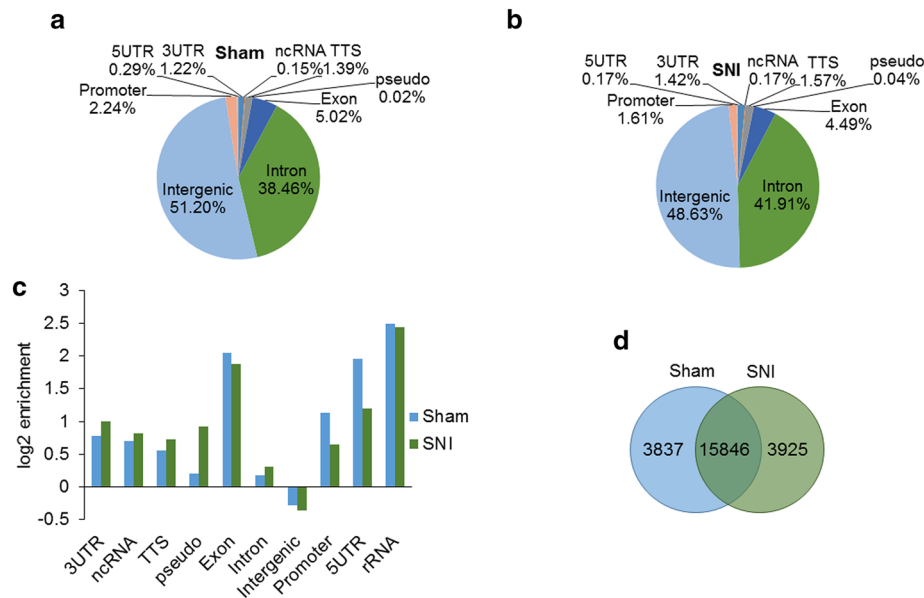 a
5UTR 3UTR Sham ncRNA TTS
0.29% 1.22% 0.15% 1.39%
pseudo
0.02%
Promoter
2.24%
Exon
5.02%
Intron
38.46%
Intergenic
51.20%
b
5UTR 3UTR SNI ncRNA TTS pseudo
0.17% 1.42% 0.17% 1.57% 0.04%
Promoter
1.61%
Exon
4.49%
Intergenic
48.63%
Intron
41.91%
c
log2 enrichment
3
2.5
2
1.5
1
0.5
0
-0.5
3UTR
ncRNA
TTS
pseudo
Exon
Intron
Intergenic
Promoter
5UTR
rRNA
Sham
SNI
d
Sham SNI
3837 15846 3925